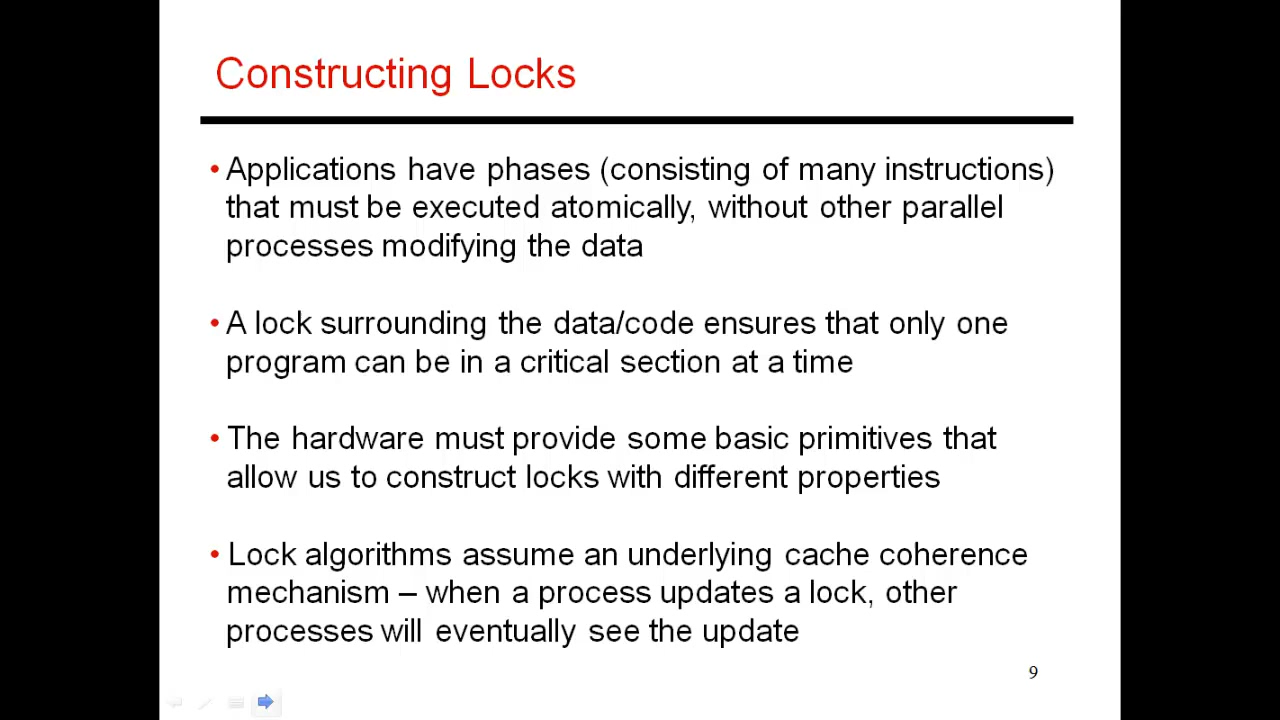 Constructing Locks
• Applications have phases (consisting of many instructions)
that must be executed atomically, without other parallel
processes modifying the data
• A lock surrounding the data/code ensures that only one
program can be in a critical section at a time
• The hardware must provide some basic primitives that
allow us to construct locks with different properties
• Lock algorithms assume an underlying cache coherence
mechanism – when a process updates a lock, other
processes will eventually see the update
9